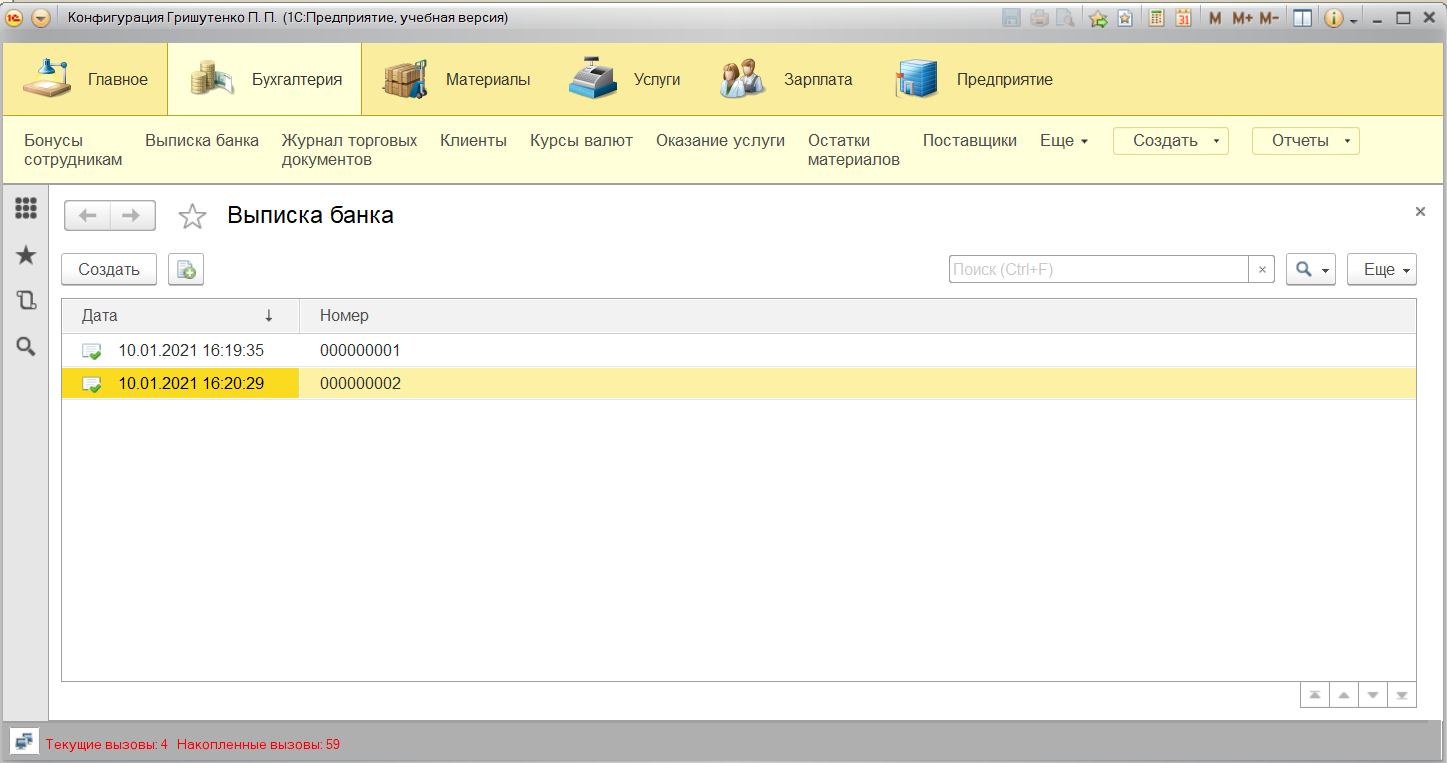 Конфигурация Гришутенко П. П. (1С:Предприятие, учебная версия)
31 M M+ M-
Главное Бухгалтерия Материалы Услуги Зарплата Предприятие
Бонусы сотрудникам
Выписка банка
Журнал торговых документов
Клиенты
Курсы валют
Оказание услуги
Остатки материалов
Поставщики
Еще
Создать
Отчеты
Выписка банка
Создать
Поиск (Ctrl+F)
×
Еще
Дата ↓ Номер
10.01.2021 16:19:35 000000001
10.01.2021 16:20:29 000000002
Текущие вызовы: 4 Накопленные вызовы: 59